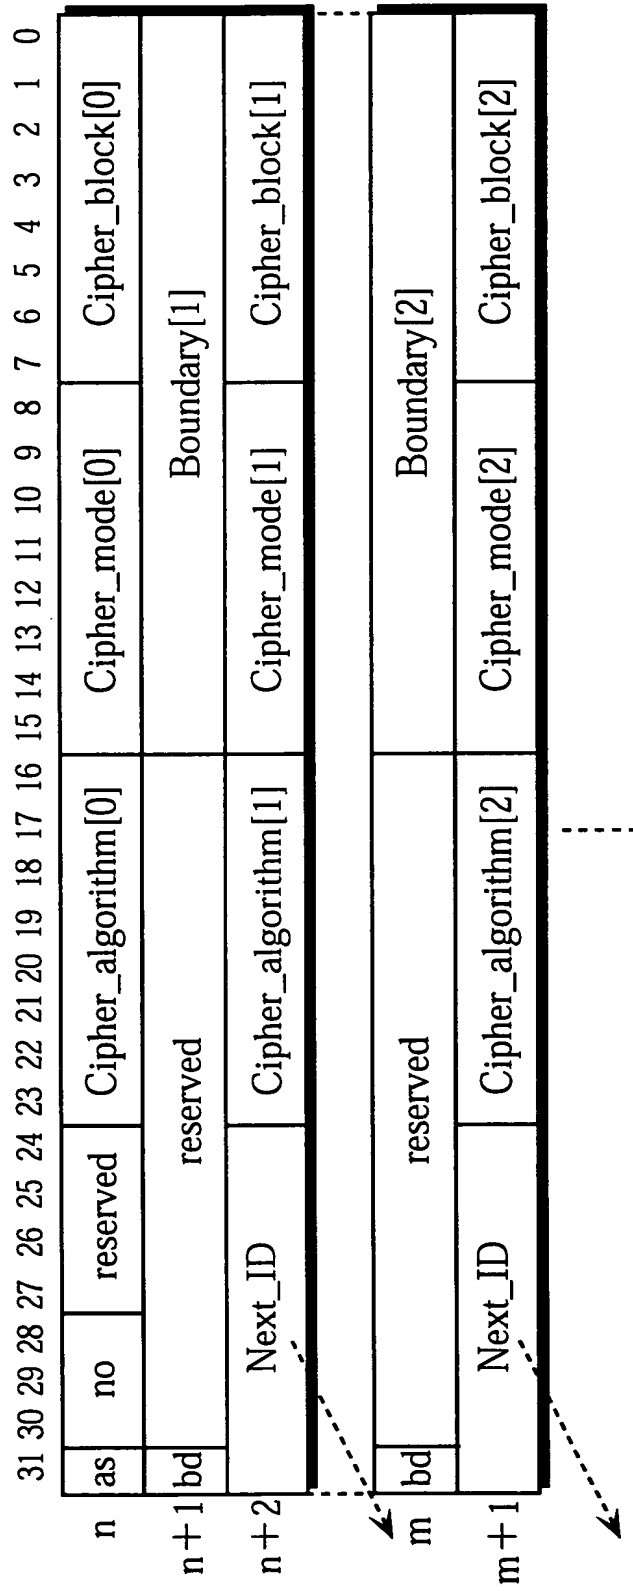 31 30 29 28 27 26 25 24 23 22 21 20 19 18 17 16 15 14 13 12 11 10 9 8 7 6 5 4 3 2 1 0
n as no reserved Cipher_algorithm[0] Cipher_mode[0] Cipher_block[0]
n+1 bd reserved Boundary[1]
n+2 Next_ID Cipher_algorithm[1] Cipher_mode[1] Cipher_block[1]
m bd reserved Boundary[2]
m+1 Next_ID Cipher_algorithm[2] Cipher_mode[2] Cipher_block[2]